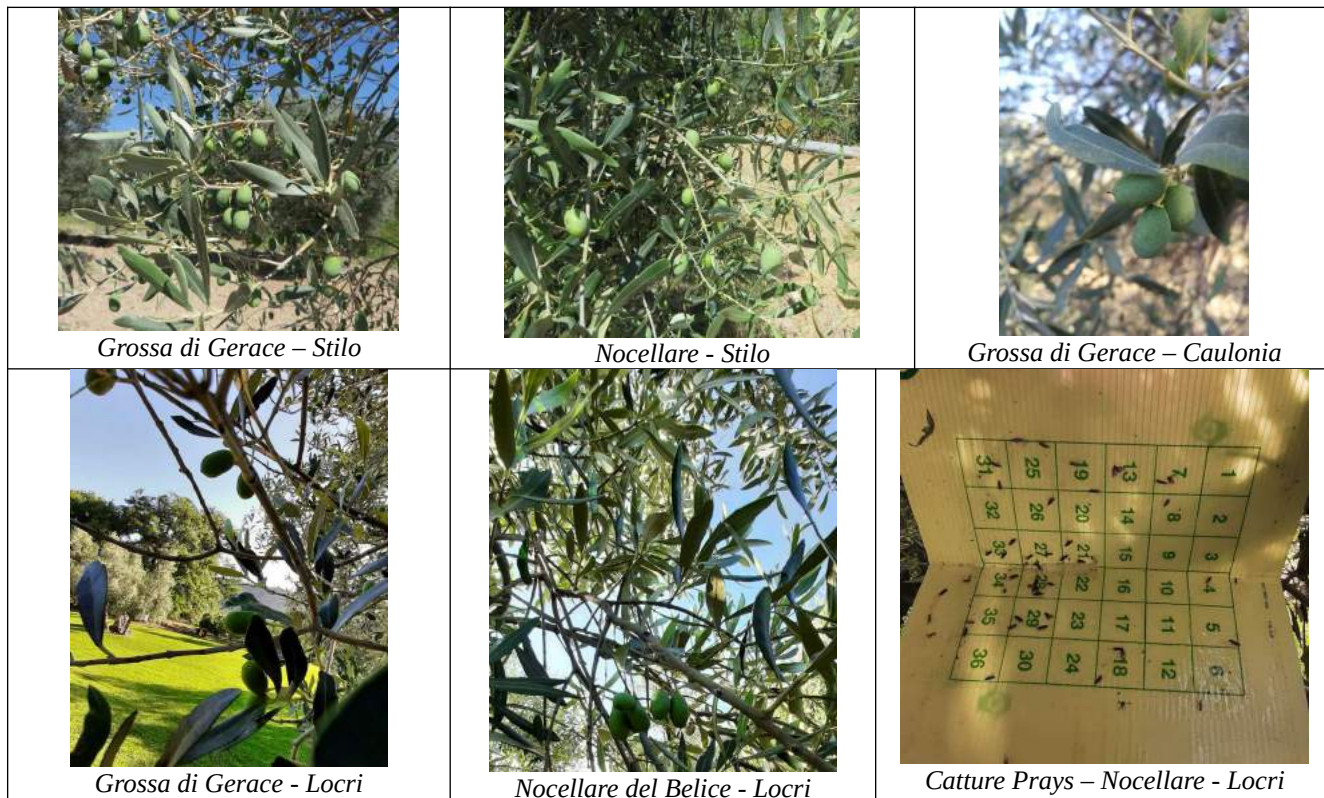 Grossa di Gerace – Stilo
Nocellare - Stilo
Grossa di Gerace – Caulonia
1 2 3 4 5 6
7 8 9 10 11 12
13 14 15 16 17 18
19 20 21 22 23 24
25 26 27 29 30
31 32 33 34 35 36
Grossa di Gerace - Locri
Nocellare del Belice - Locri
Catture Prays – Nocellare - Locri